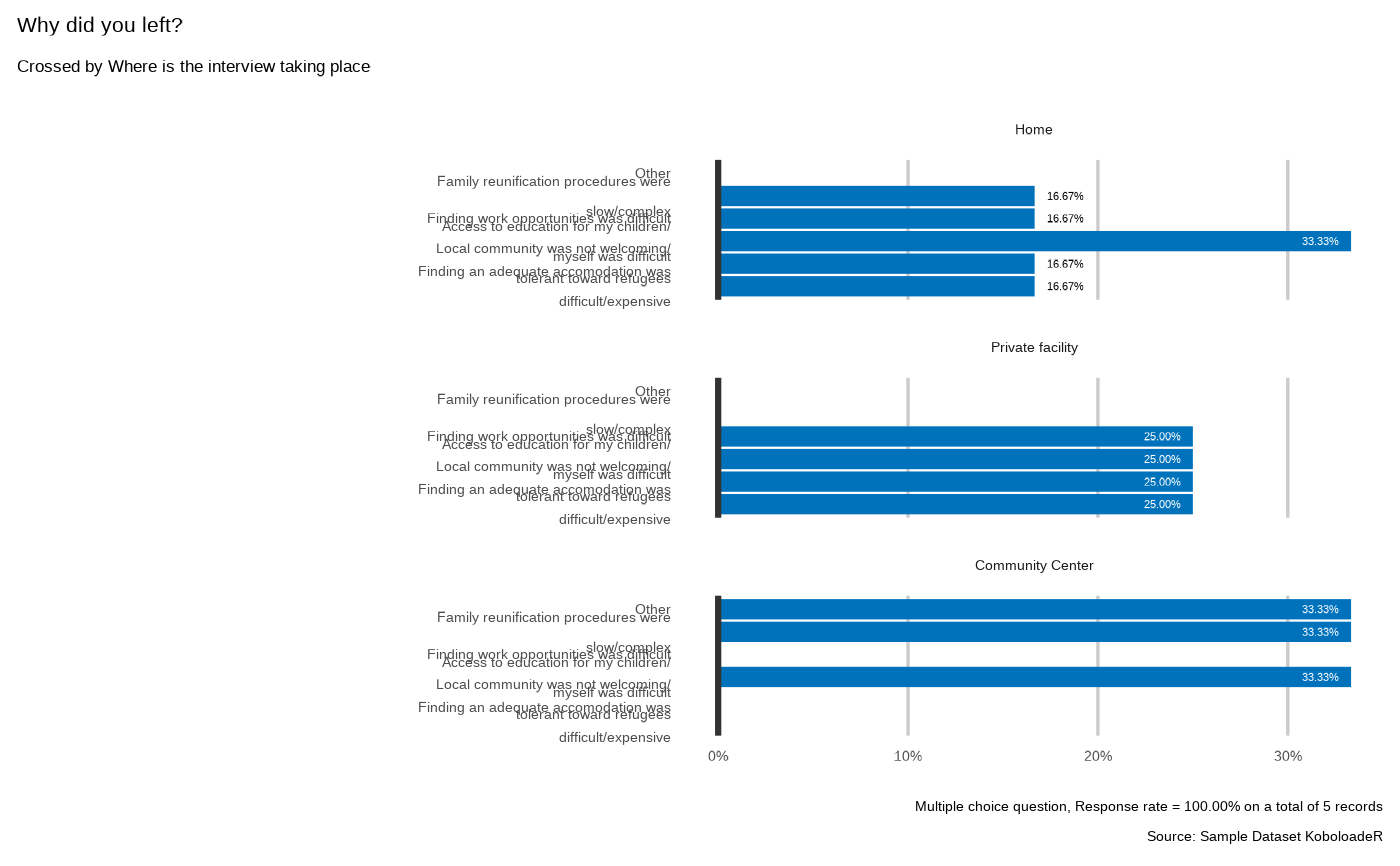 Why did you left?
Crossed by Where is the interview taking place
Home
Other
Family reunification procedures were
slow/complex
Finding work opportunities was difficult
Access to education for my children/
myself was difficult
Local community was not welcoming/
tolerant toward refugees
Finding an adequate accomodation was
difficult/expensive
16.67%
16.67%
33.33%
16.67%
16.67%
Private facility
Other
Family reunification procedures were
slow/complex
Finding work opportunities was difficult
Access to education for my children/
myself was difficult
Local community was not welcoming/
tolerant toward refugees
Finding an adequate accomodation was
difficult/expensive
25.00%
25.00%
25.00%
25.00%
Community Center
Other
Family reunification procedures were
slow/complex
Finding work opportunities was difficult
Access to education for my children/
myself was difficult
Local community was not welcoming/
tolerant toward refugees
Finding an adequate accomodation was
difficult/expensive
33.33%
33.33%
33.33%
0% 10% 20% 30%
Multiple choice question, Response rate = 100.00% on a total of 5 records
Source: Sample Dataset KoboloadeR